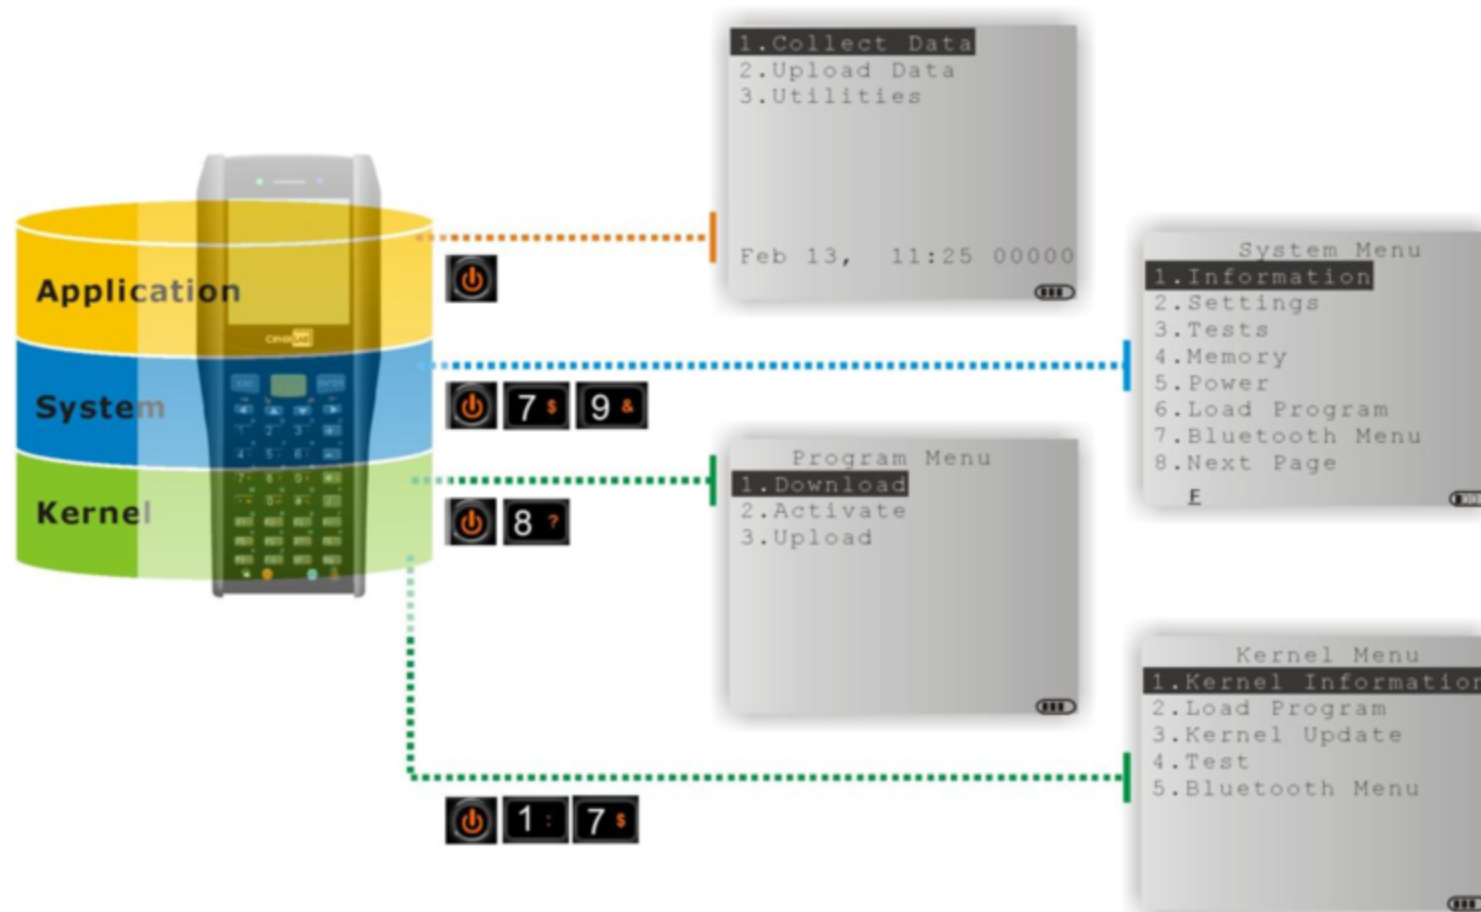 1.Collect Data
2.Upload Data
3.Utilities
Feb 13, 11:25 00000
Application
System
Kernel
7 $ 9 &
8 ?
1 : 7 $
System Menu
1.Information
2.Settings
3.Tests
4.Memory
5.Power
6.Load Program
7.Bluetooth Menu
8.Next Page
F
Program Menu
1.Download
2.Activate
3.Upload
Kernel Menu
1.Kernel Information
2.Load Program
3.Kernel Update
4.Test
5.Bluetooth Menu